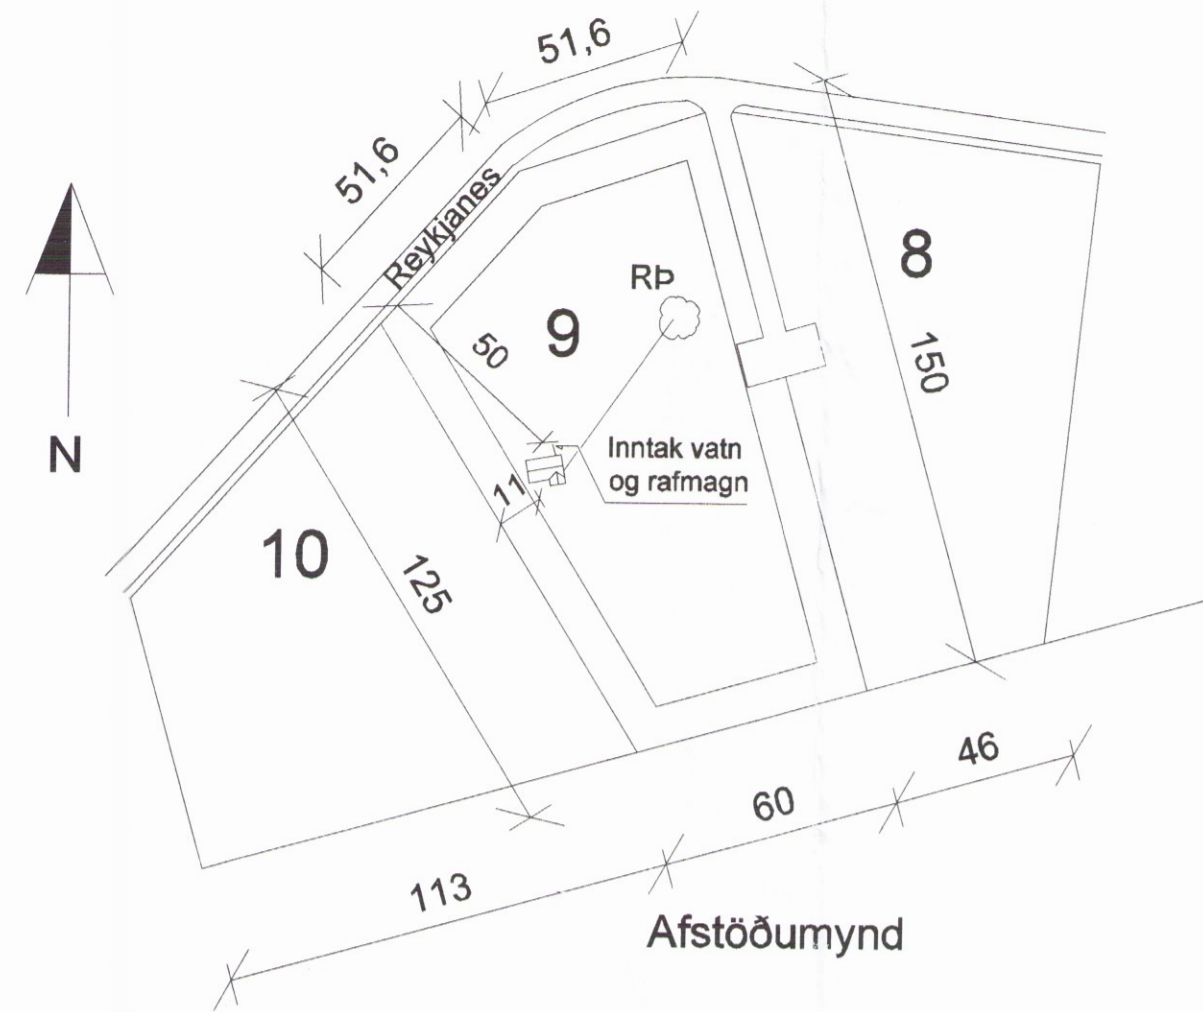 51,6
51,6
Reykjanes
8
RÞ
9
50
150
N
Inntak vatn
og rafmagn
11
10
125
46
60
113
Afstöðumynd